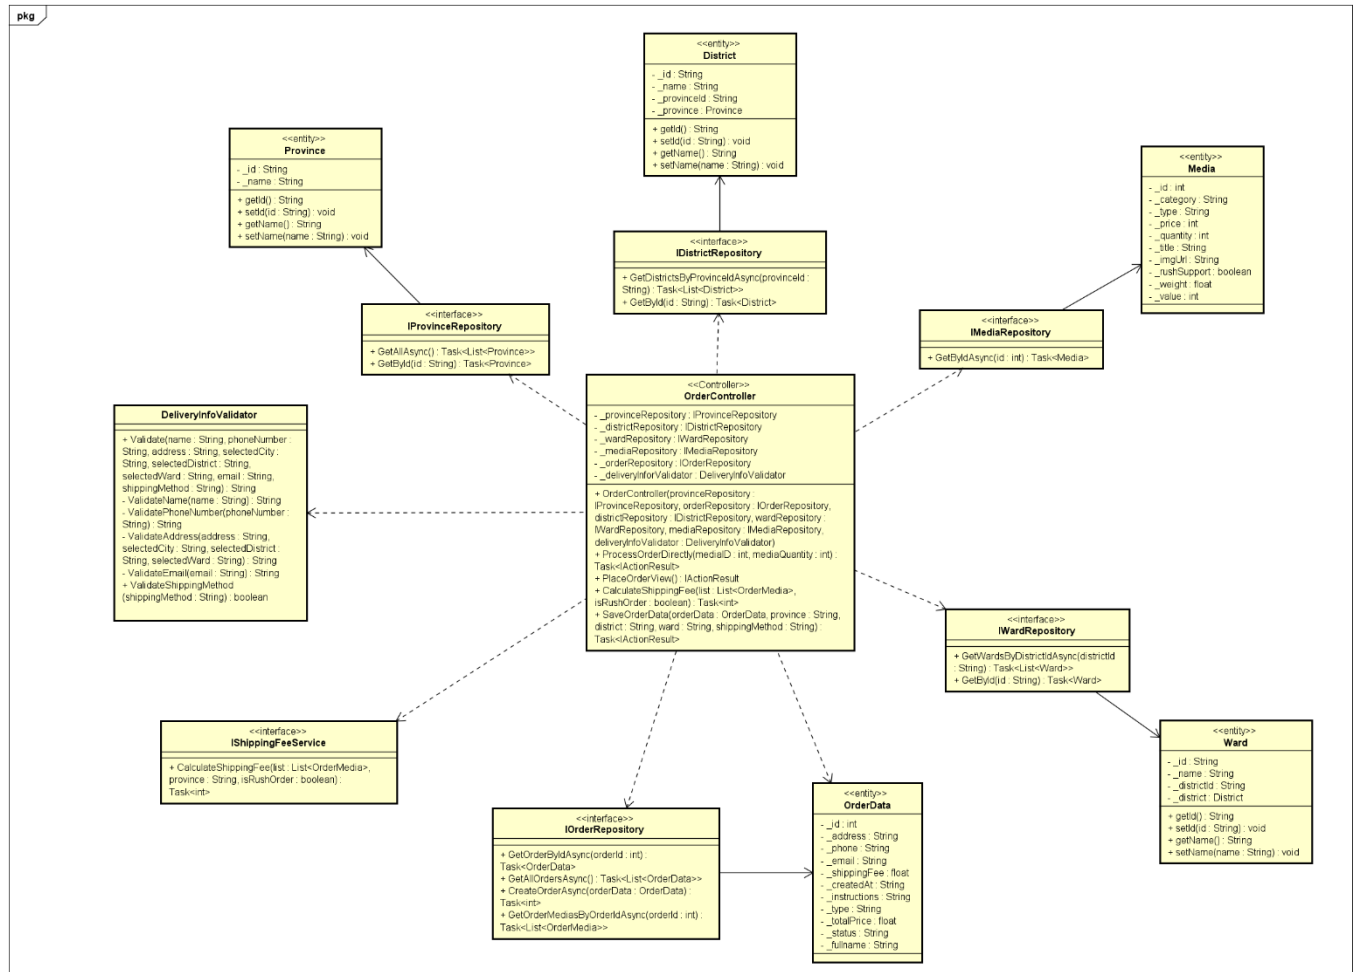 pkg
<<entity>>
District
- _id : String
- _name : String
- _provinceId : String
- _province : Province
+ getId() : String
+ setId(id : String) : void
+ getName() : String
+ setName(name : String) : void
<<entity>>
Province
- _id : String
- _name : String
+ getId() : String
+ setId(id : String) : void
+ getName() : String
+ setName(name : String) : void
<<entity>>
Media
- _id : int
- _category : String
- _type : String
- _price : int
- _quantity : int
- _title : String
- _imgUrl : String
- _rushSupport : boolean
- _weight : float
- _value : int
<<interface>>
IDistrictRepository
+ GetDistrictsByProvinceIdAsync(provinceId :
String) : Task<List<District>>
+ GetById(id : String) : Task<District>
<<interface>>
IProvinceRepository
+ GetAllAsync() : Task<List<Province>>
+ GetById(id : String) : Task<Province>
<<interface>>
IMediaRepository
+ GetByIdAsync(id : int) : Task<Media>
<<Controller>>
OrderController
- _provinceRepository : IProvinceRepository
- _districtRepository : IDistrictRepository
- _wardRepository : IWardRepository
- _mediaRepository : IMediaRepository
- _orderRepository : IOrderRepository
- _deliveryInforValidator : DeliveryInfoValidator
+ OrderController(provinceRepository :
IProvinceRepository, orderRepository : IOrderRepository,
districtRepository : IDistrictRepository, wardRepository :
IWardRepository, mediaRepository : IMediaRepository,
deliveryInfoValidator : DeliveryInfoValidator)
+ ProcessOrderDirectly(mediaID : int, mediaQuantity : int) :
Task<IActionResult>
+ PlaceOrderView() : IActionResult
+ CalculateShippingFee(list : List<OrderMedia>,
isRushOrder : boolean) : Task<int>
+ SaveOrderData(orderData : OrderData, province : String,
district : String, ward : String, shippingMethod : String) :
Task<IActionResult>
DeliveryInfoValidator
+ Validate(name : String, phoneNumber :
String, address : String, selectedCity :
String, selectedDistrict : String,
selectedWard : String, email : String,
shippingMethod : String) : String
- ValidateName(name : String) : String
- ValidatePhoneNumber(phoneNumber :
String) : String
- ValidateAddress(address : String,
selectedCity : String, selectedDistrict :
String, selectedWard : String) : String
- ValidateEmail(email : String) : String
+ ValidateShippingMethod
(shippingMethod : String) : boolean
<<interface>>
IWardRepository
+ GetWardsByDistrictIdAsync(districtId
: String) : Task<List<Ward>>
+ GetById(id : String) : Task<Ward>
<<interface>>
IShippingFeeService
+ CalculateShippingFee(list : List<OrderMedia>,
province : String, isRushOrder : boolean) :
Task<int>
<<entity>>
Ward
- _id : String
- _name : String
- _districtId : String
- _district : District
+ getId() : String
+ setId(id : String) : void
+ getName() : String
+ setName(name : String) : void
<<interface>>
IOrderRepository
+ GetOrderByIdAsync(orderId : int) :
Task<OrderData>
+ GetAllOrdersAsync() : Task<List<OrderData>>
+ CreateOrderAsync(orderData : OrderData) :
Task<int>
+ GetOrderMediasByOrderIdAsync(orderId : int) :
Task<List<OrderMedia>>
<<entity>>
OrderData
- _id : int
- _address : String
- _phone : String
- _email : String
- _shippingFee : float
- _createdAt : String
- _instructions : String
- _type : String
- _totalPrice : float
- _status : String
- _fullname : String